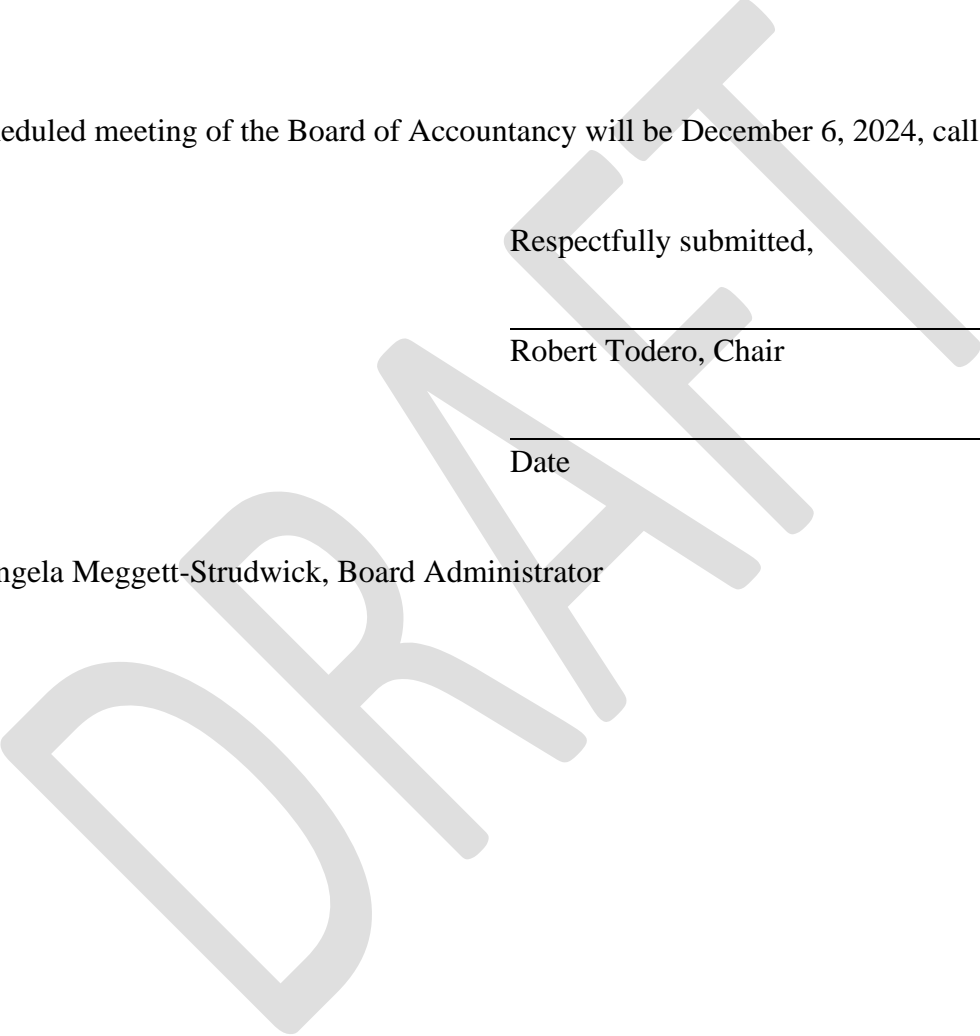 eduled meeting of the Board of Accountancy will be December 6, 2024, call
Respectfully submitted,
Robert Todero, Chair
Date
ngela Meggett-Strudwick, Board Administrator
DRAFT